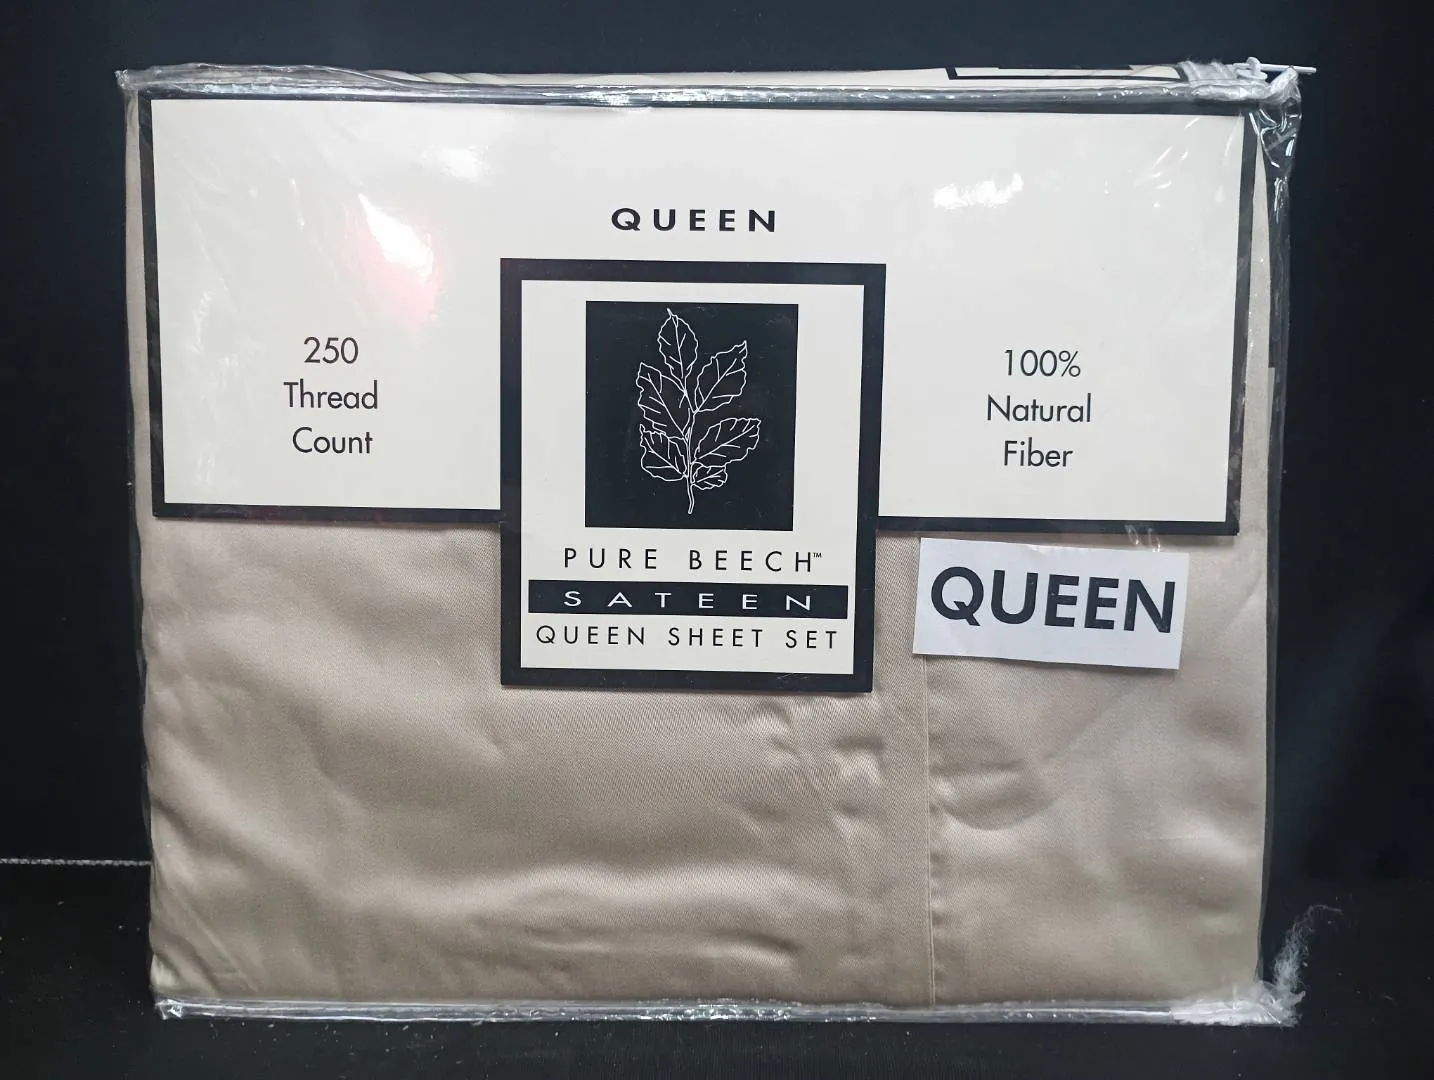 QUEEN
250
Thread
Count
100%
Natural
Fiber
PURE BEECH™
SATEEN
QUEEN SHEET SET
QUEEN